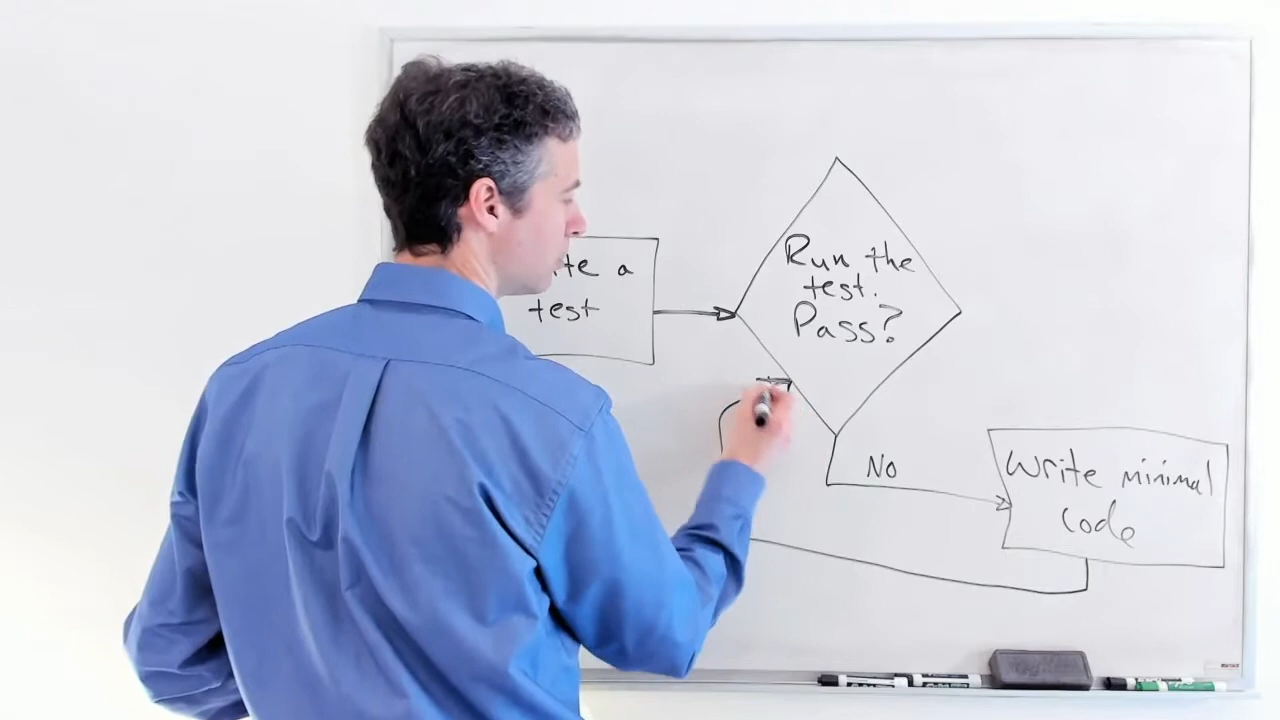 te a
test
Run the
test.
Pass?
No
Write minimal
code